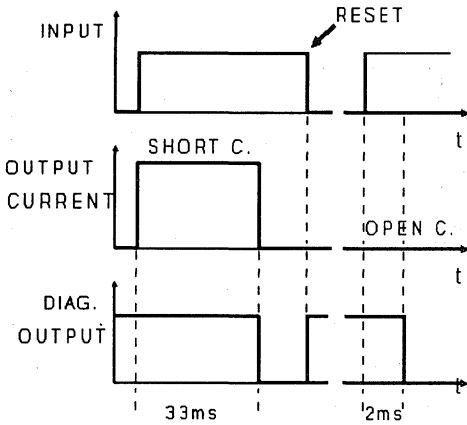 RESET
INPUT
t
SHORT C.
OUTPUT
CURRENT
OPEN C.
t
DIAG.
OUTPUT
t
33ms
2ms